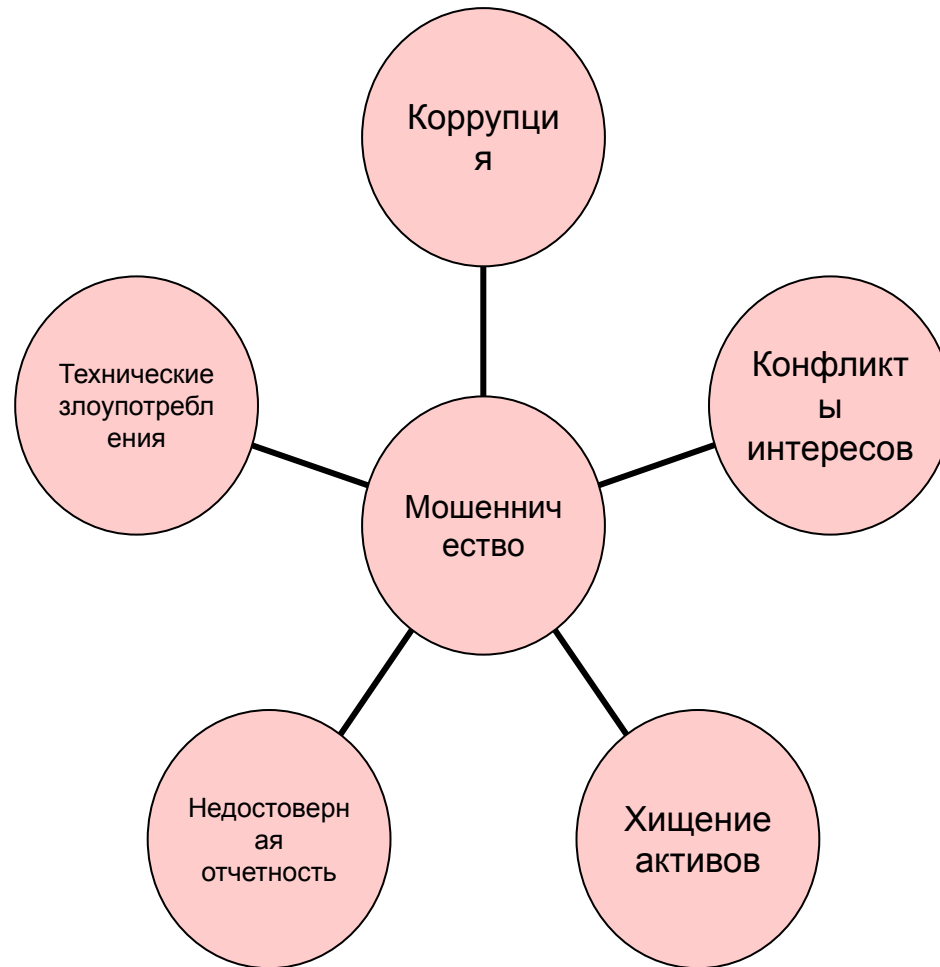 Коррупци
я
Технические
злоупотребл
ения
Конфликт
ы
интересов
Мошеннич
ество
Недостоверн
ая
отчетность
Хищение
активов